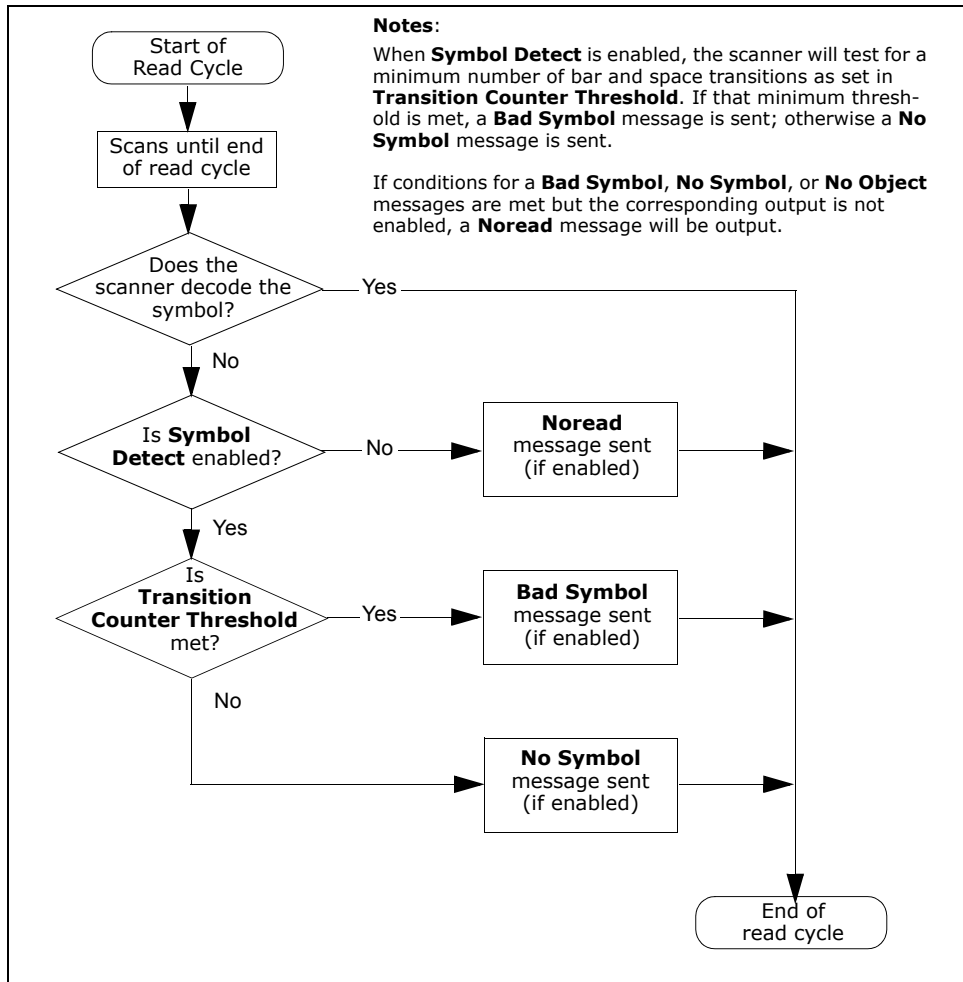 Start of
Read Cycle
Notes:
When Symbol Detect is enabled, the scanner will test for a
minimum number of bar and space transitions as set in
Transition Counter Threshold. If that minimum thresh-
old is met, a Bad Symbol message is sent; otherwise a No
Symbol message is sent.
If conditions for a Bad Symbol, No Symbol, or No Object
messages are met but the corresponding output is not
enabled, a Noread message will be output.
Scans until end
of read cycle
Does the
scanner decode the
symbol?
Yes
No
Is Symbol
Detect enabled?
No
Noread
message sent
(if enabled)
Yes
Is
Transition
Counter Threshold
met?
Yes
Bad Symbol
message sent
(if enabled)
No
No Symbol
message sent
(if enabled)
End of
read cycle